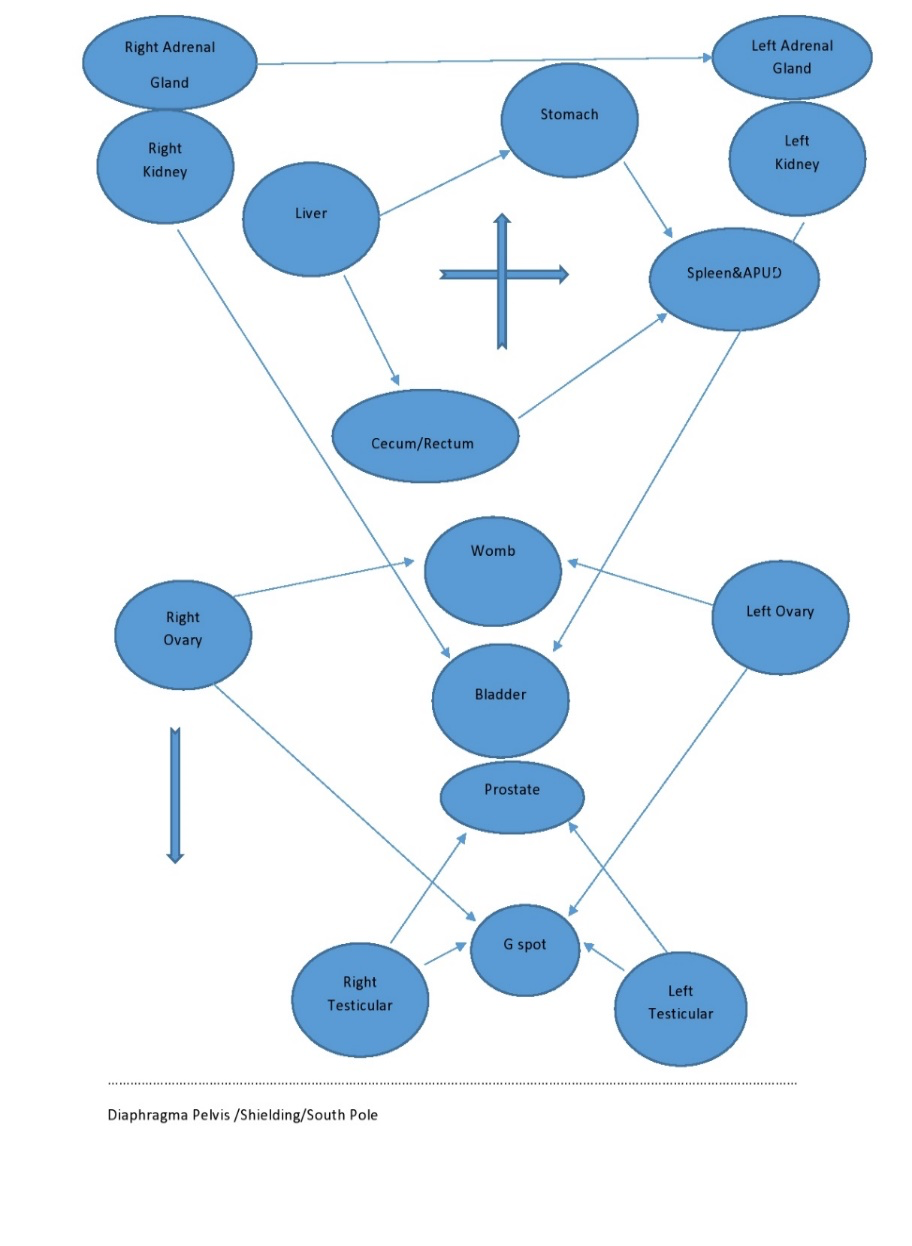 Right Adrenal
Gland
Left Adrenal
Gland
Stomach
Right
Kidney
Left
Kidney
Liver
Spleen&APUD
Cecum/Rectum
Womb
Right
Ovary
Left Ovary
Bladder
Prostate
G spot
Right
Testicular
Left
Testicular
Diaphragma Pelvis /Shielding/South Pole